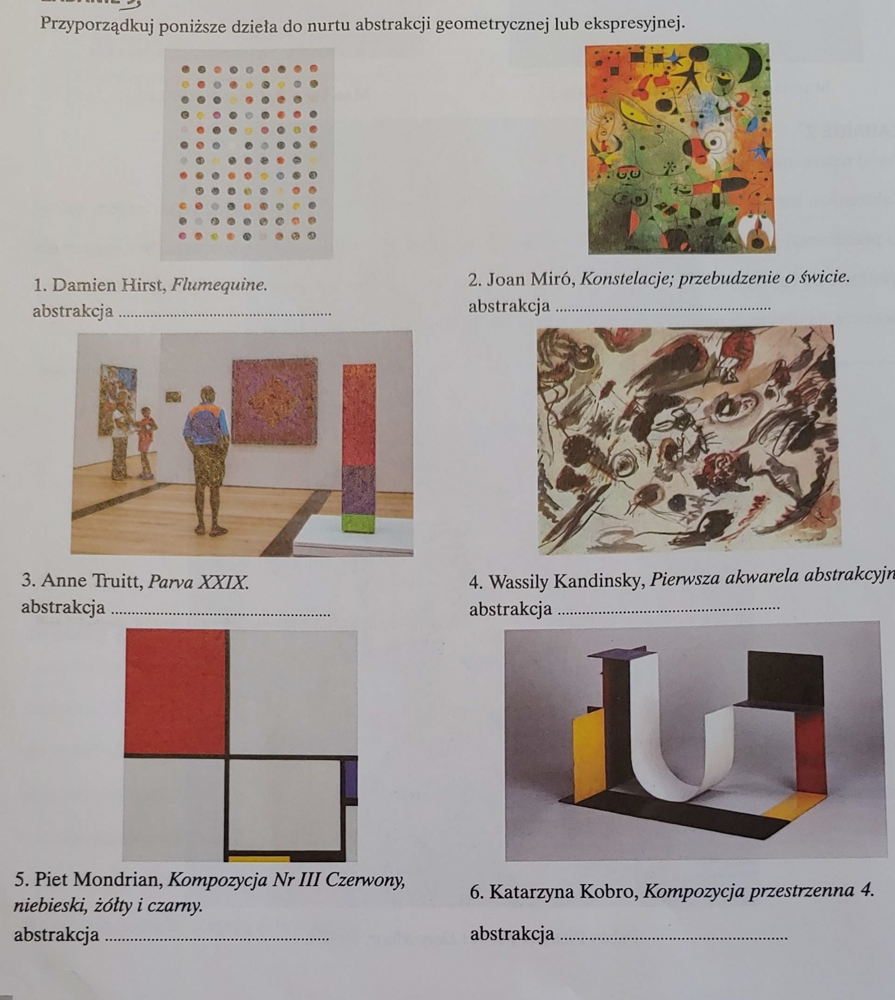 Przyporządkuj poniższe dzieła do nurtu abstrakcji geometrycznej lub ekspresyjnej.
1. Damien Hirst, Flumequine.
abstrakcja ........................................................
2. Joan Miró, Konstelacje; przebudzenie o świcie.
abstrakcja ........................................................
3. Anne Truitt, Parva XXIX.
abstrakcja ........................................................
4. Wassily Kandinsky, Pierwsza akwarela abstrakcyjn
abstrakcja ........................................................
5. Piet Mondrian, Kompozycja Nr III Czerwony,
niebieski, żółty i czarny.
abstrakcja ........................................................
6. Katarzyna Kobro, Kompozycja przestrzenna 4.
abstrakcja ........................................................